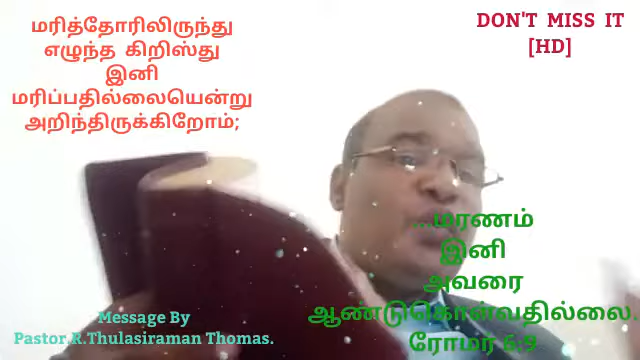 மரித்தோரிலிருந்து
எழுந்த கிறிஸ்து
இனி
மரிப்பதில்லையென்று
அறிந்திருக்கிறோம்;
DON'T MISS IT
[HD]
...மரணம்
இனி
அவரை
ஆண்டுகொள்வதில்லை.
ரோமர் 6:9
Message By
Pastor.R.Thulasiraman Thomas.